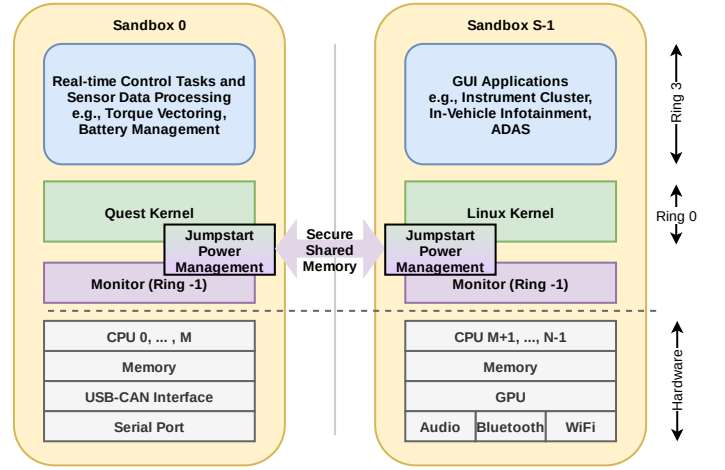 Sandbox 0
Real-time Control Tasks and
Sensor Data Processing
e.g., Torque Vectoring,
Battery Management
Quest Kernel
Jumpstart
Power
Management
Monitor (Ring -1)
CPU 0, ... , M
Memory
USB-CAN Interface
Serial Port
Secure
Shared
Memory
Sandbox S-1
GUI Applications
e.g., Instrument Cluster,
In-Vehicle Infotainment,
ADAS
Linux Kernel
Jumpstart
Power
Management
Monitor (Ring -1)
CPU M+1, ..., N-1
Memory
GPU
Audio
Bluetooth
WiFi
Ring 3
Ring 0
Hardware